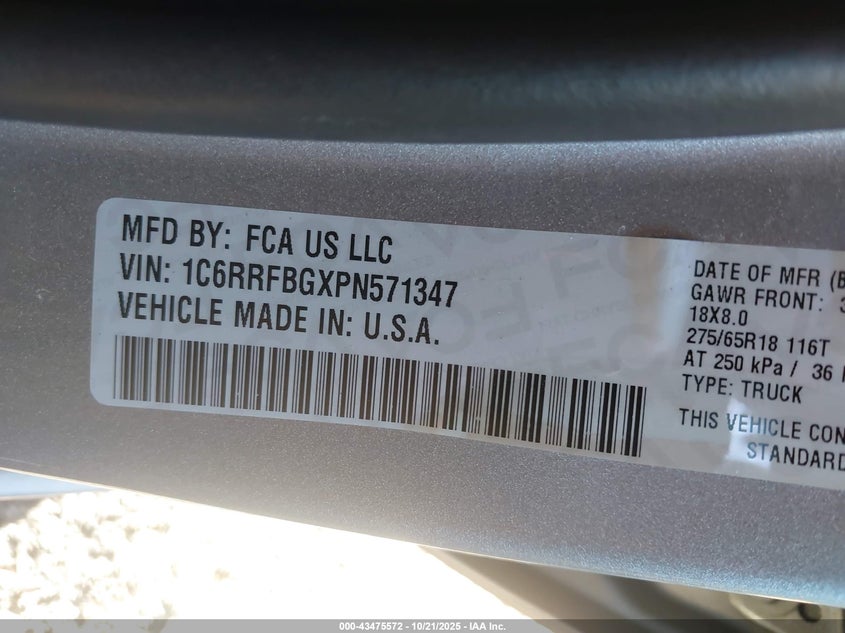 MFD BY: FCA US LLC
VIN: 1C6RRFBGXPN571347
VEHICLE MADE IN: U.S.A.
DATE OF MFR (
GAWR FRONT:
18X8.0
275/65R18 116T
AT 250 kPa / 36
TYPE: TRUCK
THIS VEHICLE CON
STANDARD
000-43475572 - 10/21/2025 - IAA Inc.